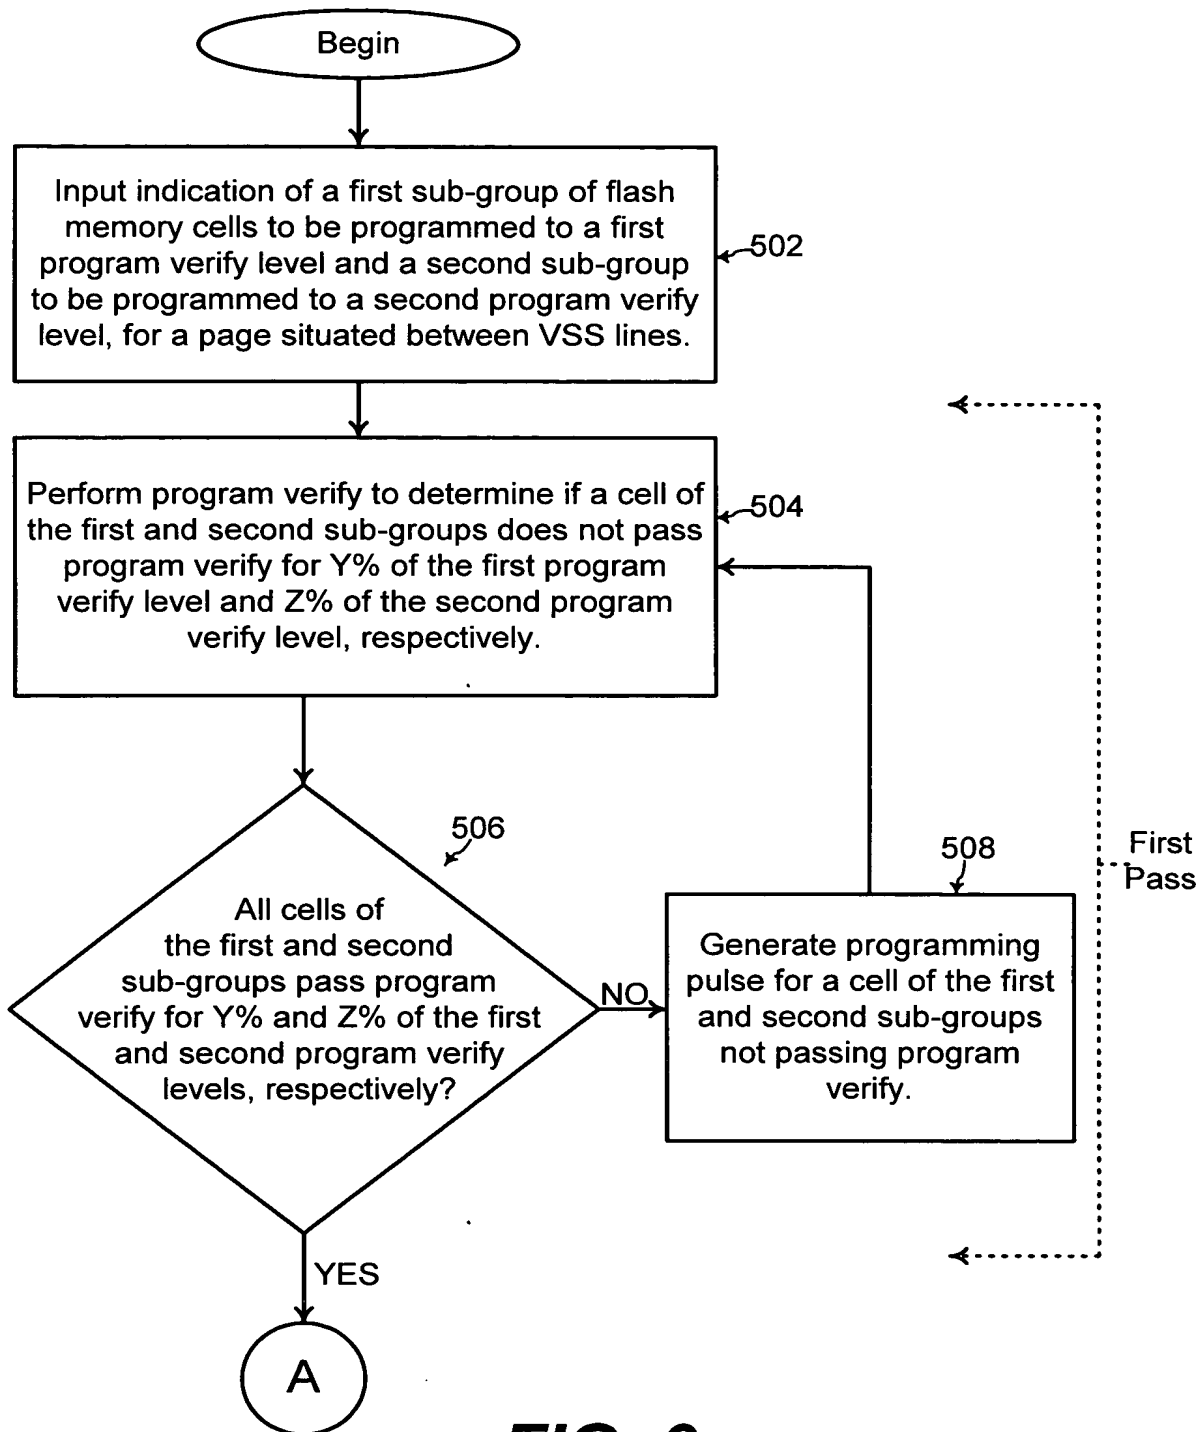 Begin
Input indication of a first sub-group of flash
memory cells to be programmed to a first
program verify level and a second sub-group
to be programmed to a second program verify
level, for a page situated between VSS lines.
502
Perform program verify to determine if a cell of
the first and second sub-groups does not pass
program verify for Y% of the first program
verify level and Z% of the second program
verify level, respectively.
504
506
All cells of
the first and second
sub-groups pass program
verify for Y% and Z% of the first
and second program verify
levels, respectively?
NO
508
Generate programming
pulse for a cell of the first
and second sub-groups
not passing program
verify.
First
Pass
YES
A
FIG.